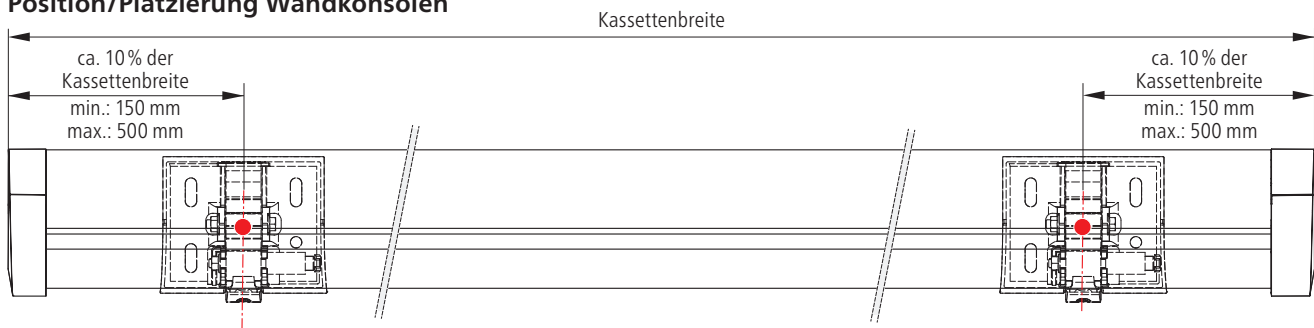 Position/Platzierung Wandkonsolen
Kassettenbreite
ca. 10 % der
Kassettenbreite
min.: 150 mm
max.: 500 mm
ca. 10 % der
Kassettenbreite
min.: 150 mm
max.: 500 mm